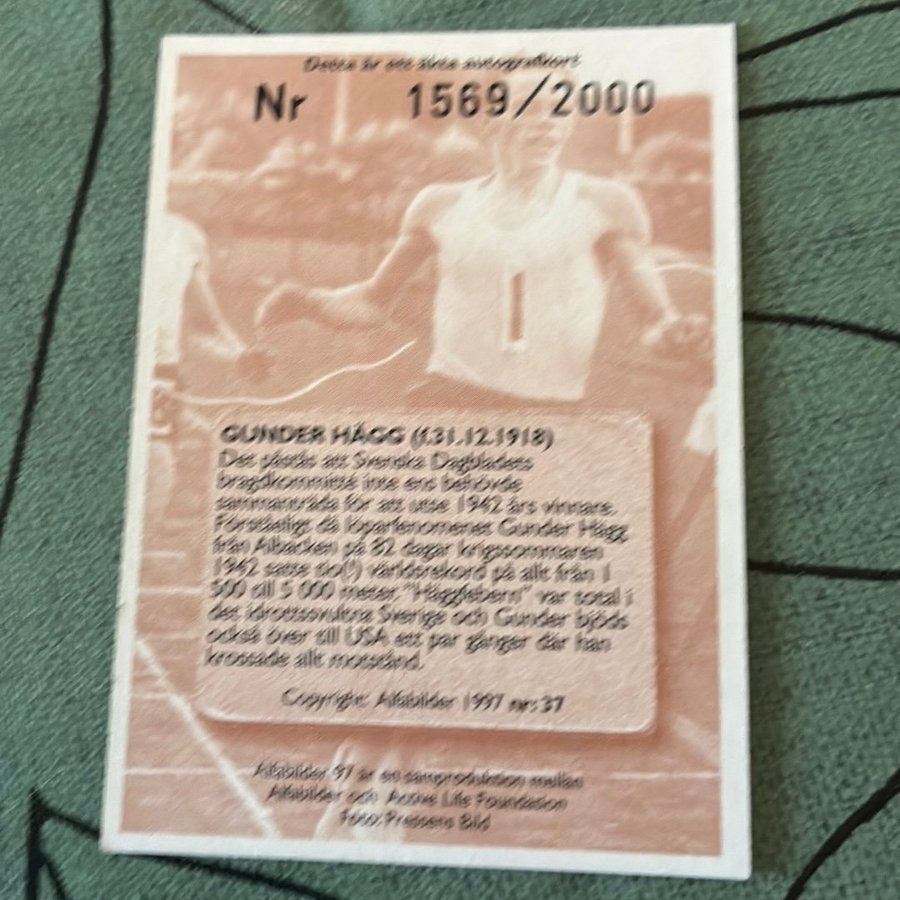 Detta är ett äkta autografkort
Nr 1569/2000
GUNDER HÄGG (f.31.12.1918)
Det påstås att Svenska Dagbladets
bragdkommitté inte ens behövde
sammanträda för att utse 1942 års vinnare.
Förståeligt då löparfenomenet Gunder Hägg
från Albacken på 82 dagar krigssommaren
1942 satte tio(!) världsrekord på allt från 1
500 till 5 000 meter. "Häggfebern" var total i
det idrottssvultna Sverige och Gunder bjöds
också över till USA ett par gånger där han
krossade allt motstånd.
Copyright: Alfabilder 1997 nr: 37
Alfabilder 97 är en samproduktion mellan
Alfabilder och Active Life Foundation
Foto: Pressens Bild